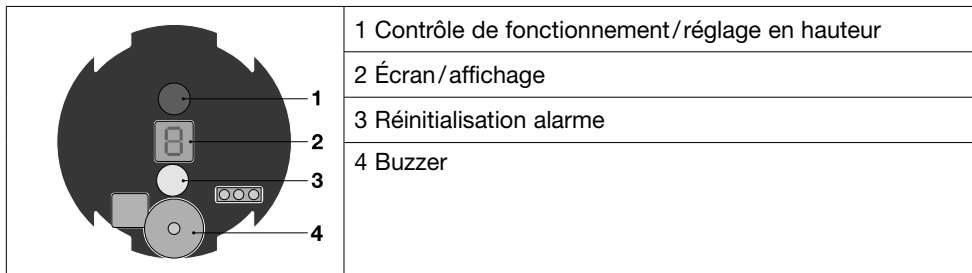 1 Contrôle de fonctionnement/réglage en hauteur
2 Écran/affichage
3 Réinitialisation alarme
4 Buzzer
1
8
2
3
4